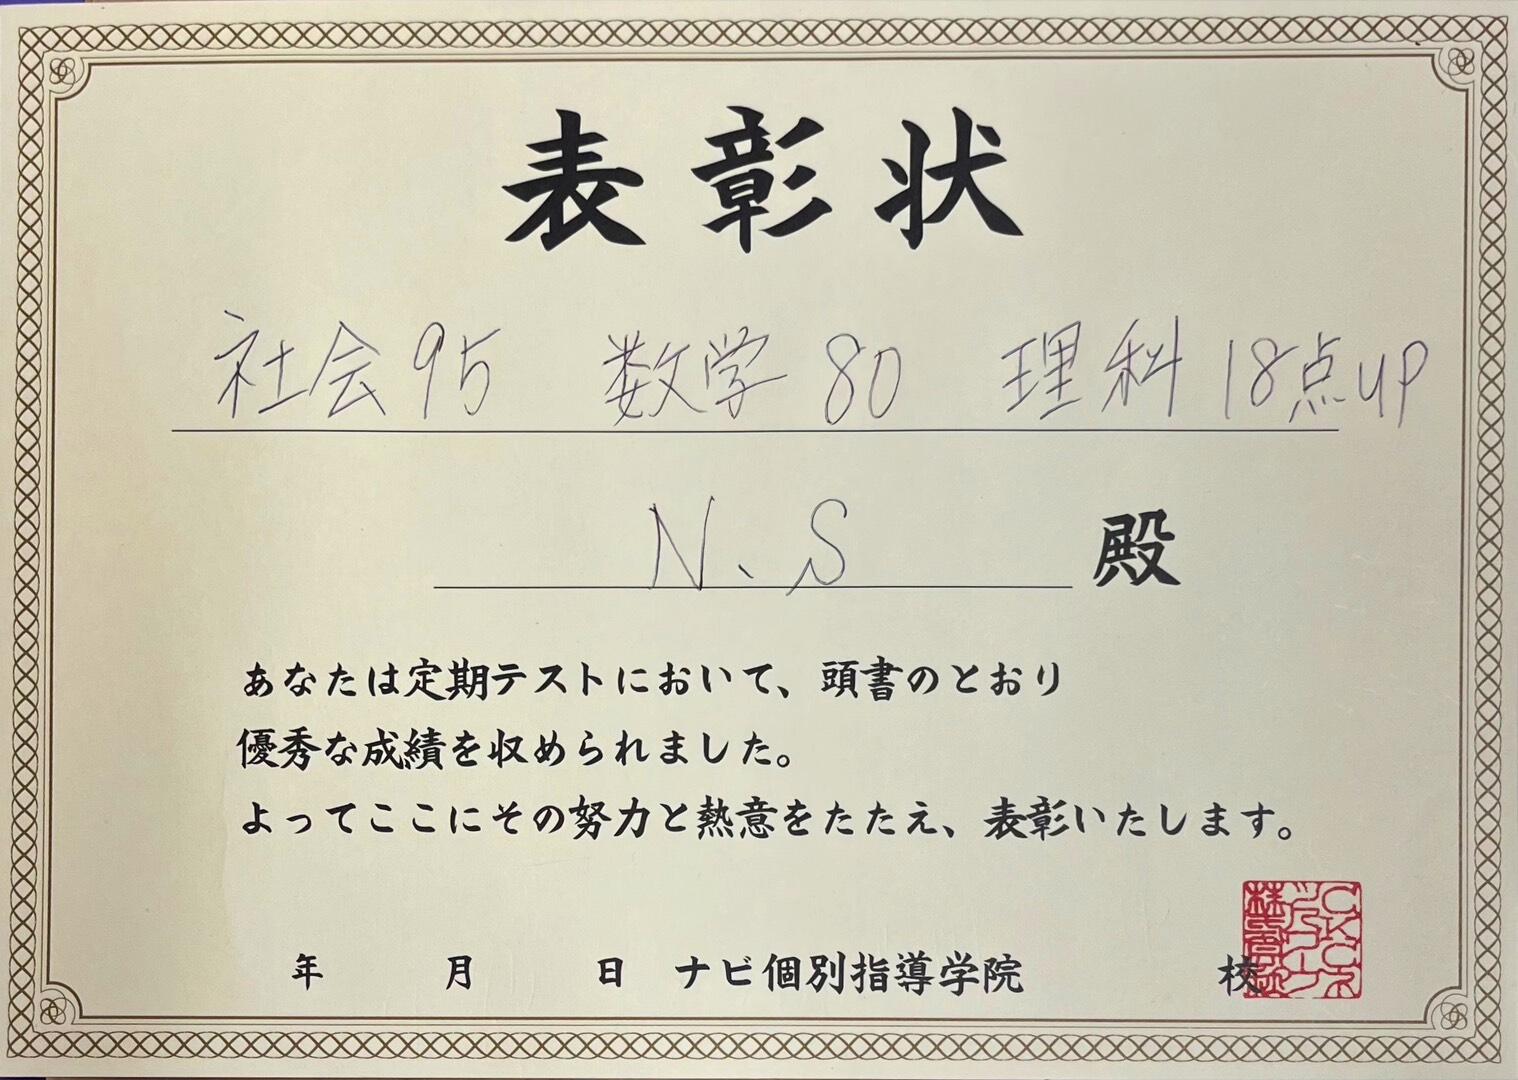 表彰状
社会95 数学80 理科18点UP
N.S 殿
あなたは定期テストにおいて、頭書のとおり
優秀な成績を収められました。
よってここにその努力と熱意をたたえ、表彰いたします。
年 月 日 ナビ個別指導学院 校